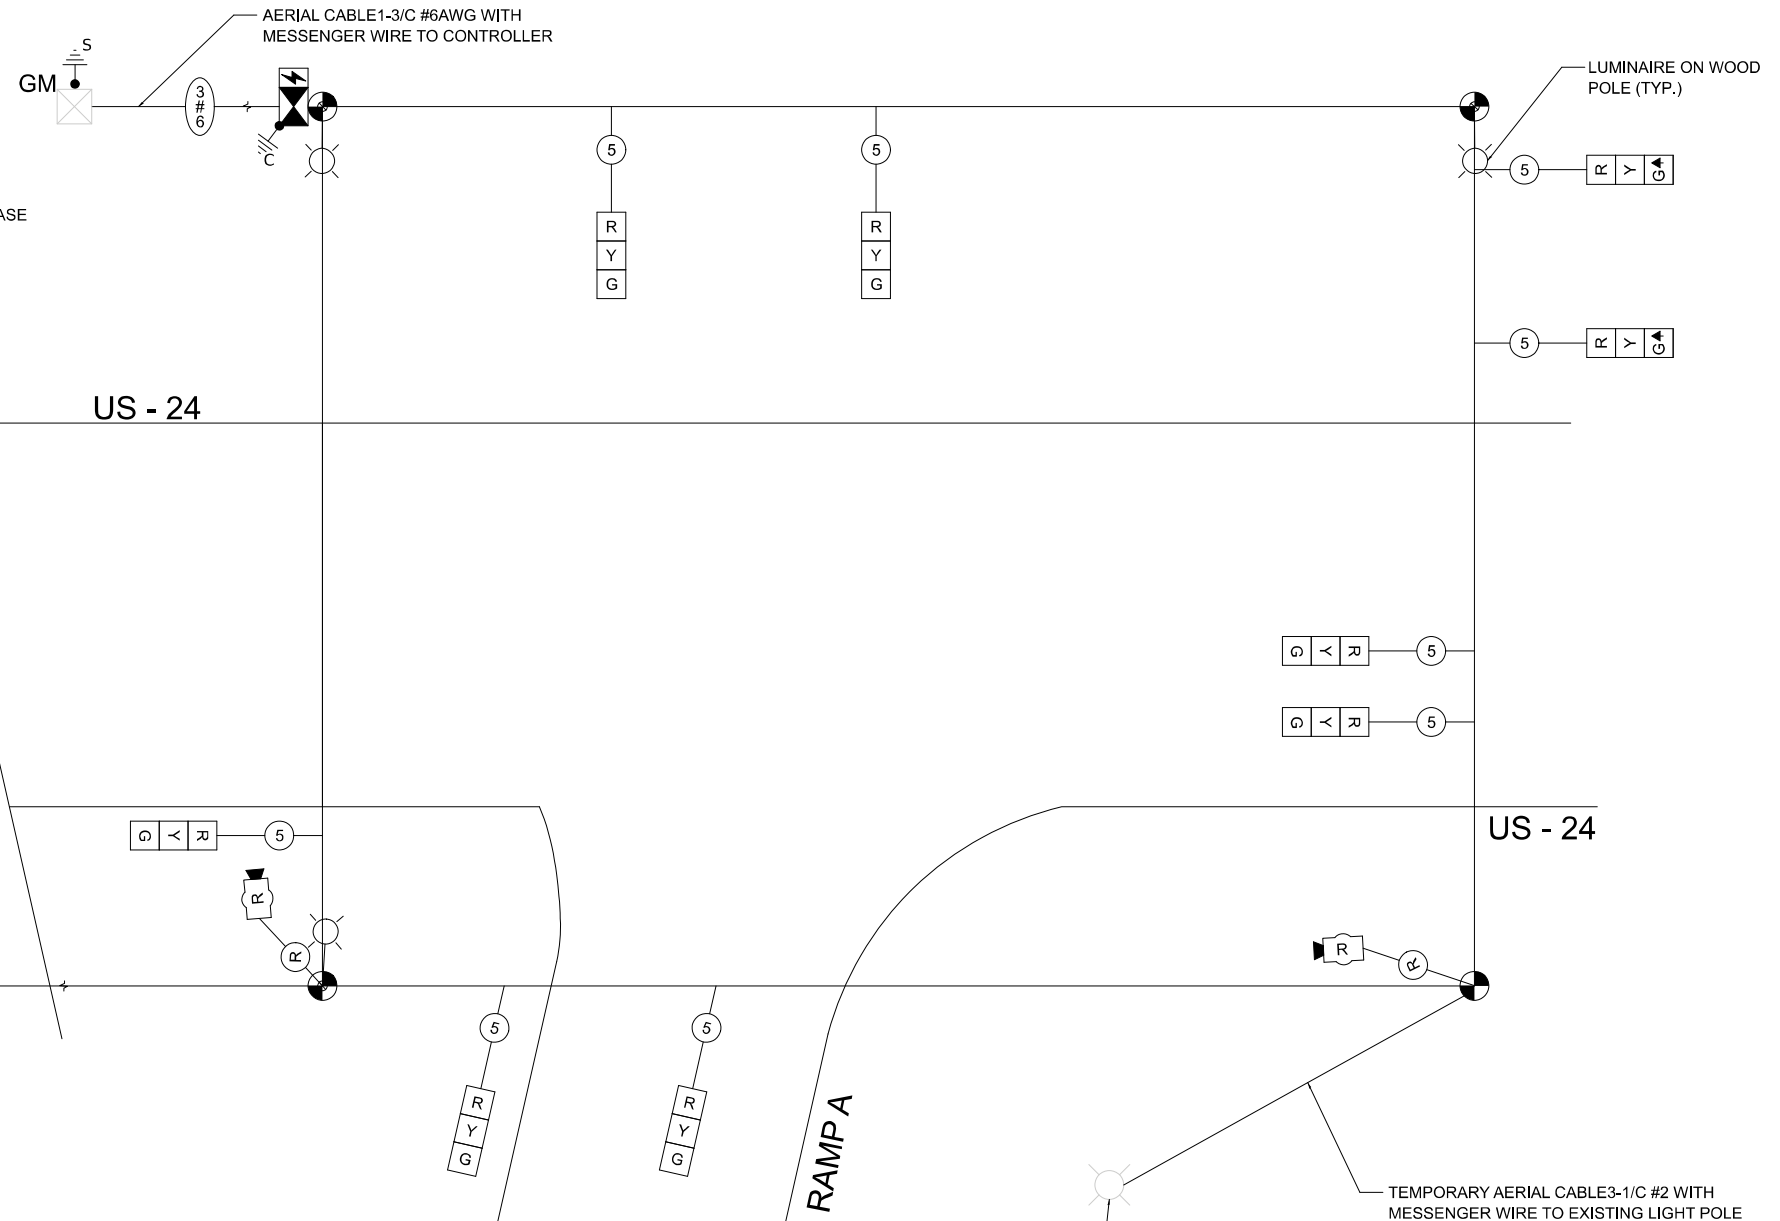 AERIAL CABLE1-3/C #6AWG WITH
MESSENGER WIRE TO CONTROLLER
S
GM
3
#
6
C
LUMINAIRE ON WOOD
POLE (TYP.)
5
R
Y
G
5
R
Y
G
5
R Y G
ASE
5
R Y G
US - 24
G Y R
5
G Y R
5
US - 24
G Y R
5
R
R
R
R
5
R
Y
G
5
R
Y
G
RAMP A
TEMPORARY AERIAL CABLE3-1/C #2 WITH
MESSENGER WIRE TO EXISTING LIGHT POLE